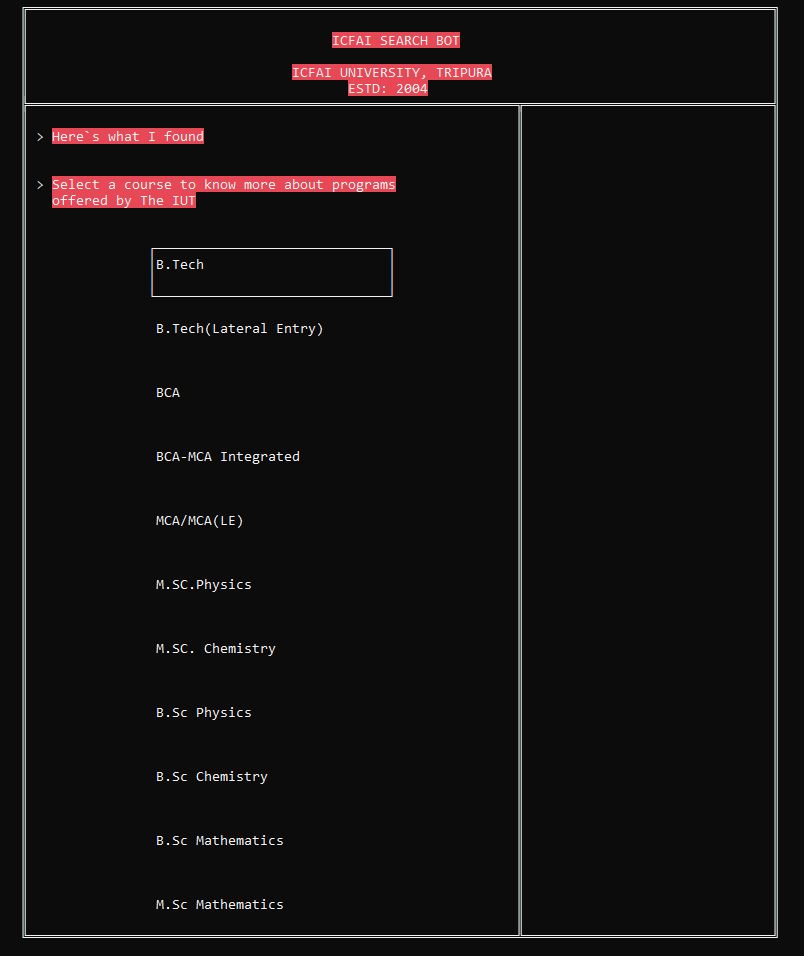 ICFAI SEARCH BOT
ICFAI UNIVERSITY, TRIPURA
ESTD: 2004
> Here`s what I found
> Select a course to know more about programs
offered by The IUT
B.Tech
B.Tech(Lateral Entry)
BCA
BCA-MCA Integrated
MCA/MCA(LE)
M.SC.Physics
M.SC. Chemistry
B.Sc Physics
B.Sc Chemistry
B.Sc Mathematics
M.Sc Mathematics